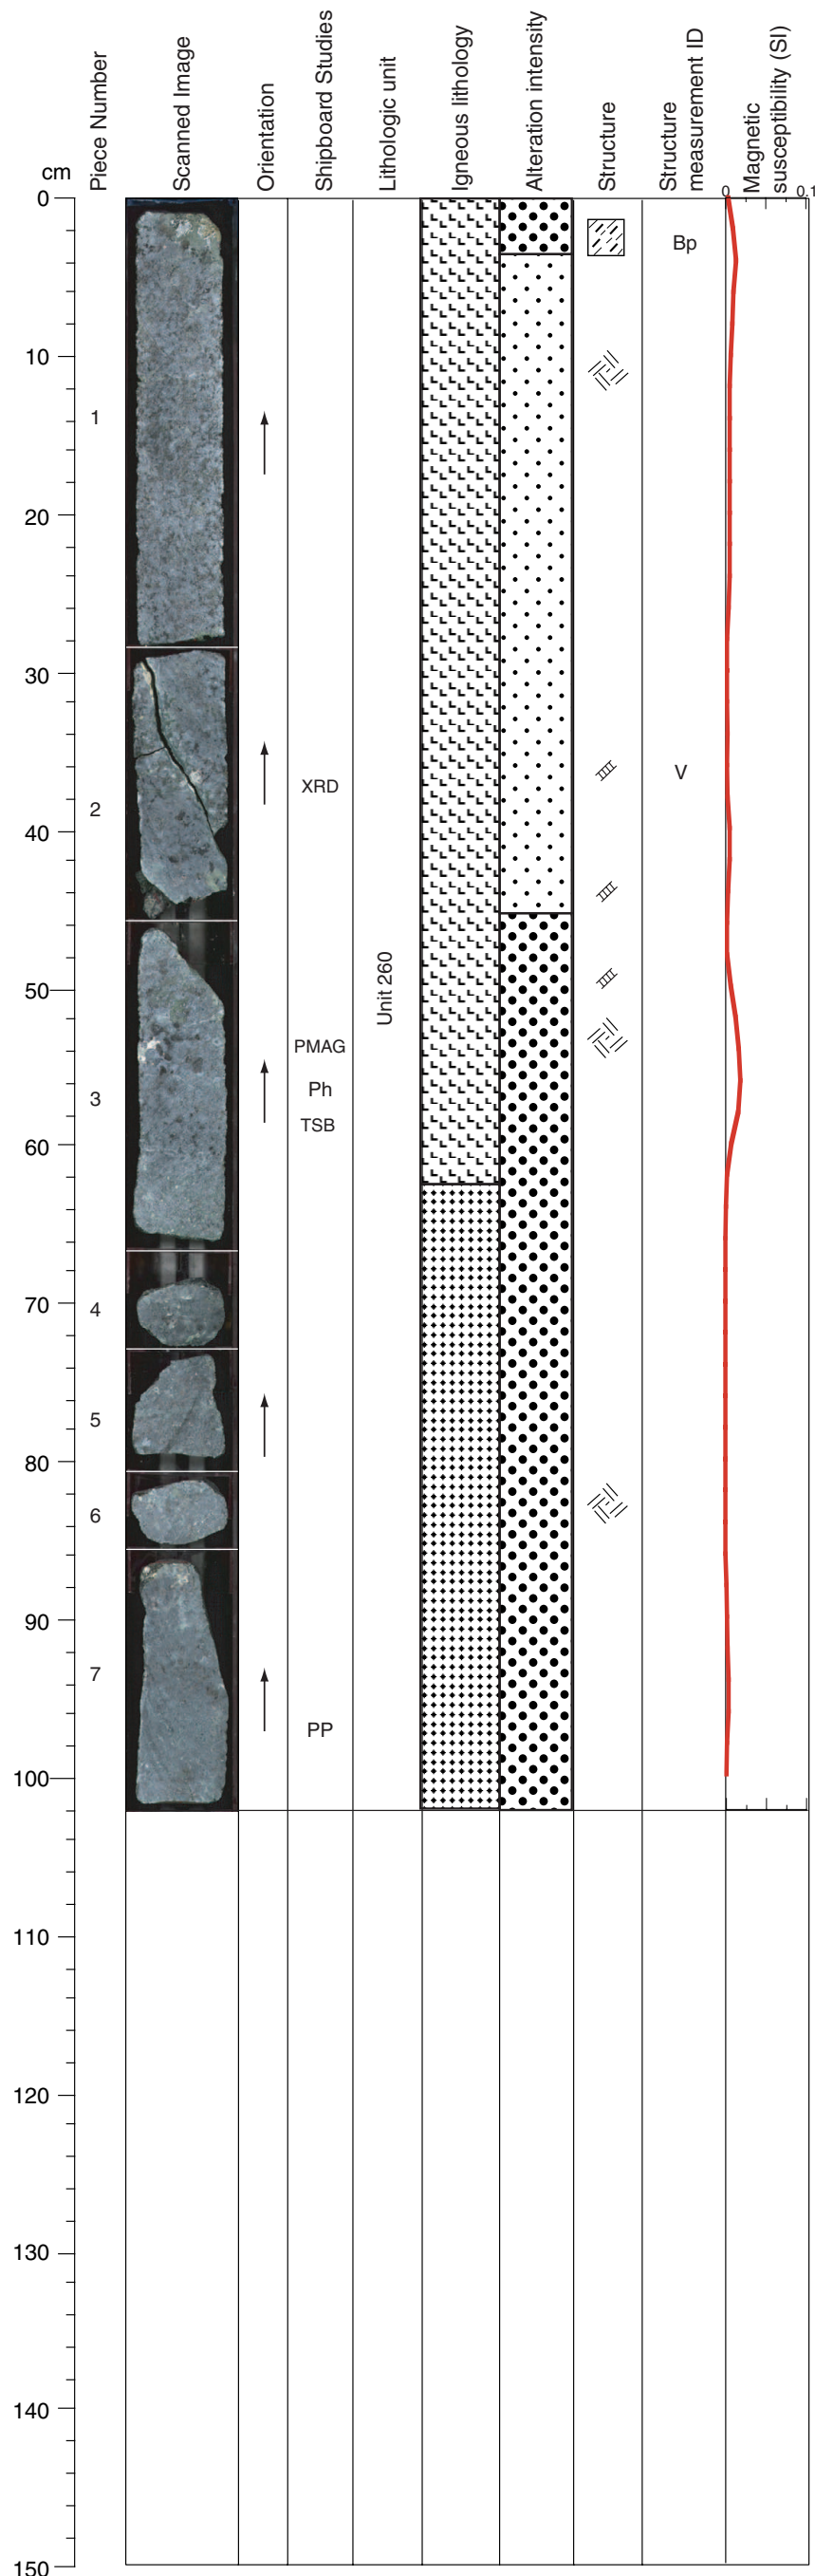 cm
Piece Number
Scanned Image
Orientation
Shipboard Studies
Lithologic unit
Igneous lithology
Alteration intensity
Structure
Structure
measurement ID
Magnetic
susceptibility (SI)
0 0.1
0
Bp
10
1
20
30
V
XRD
2
40
Unit 260
50
PMAG
Ph
3
TSB
60
70
4
5
80
6
90
7
PP
100
110
120
130
140
150